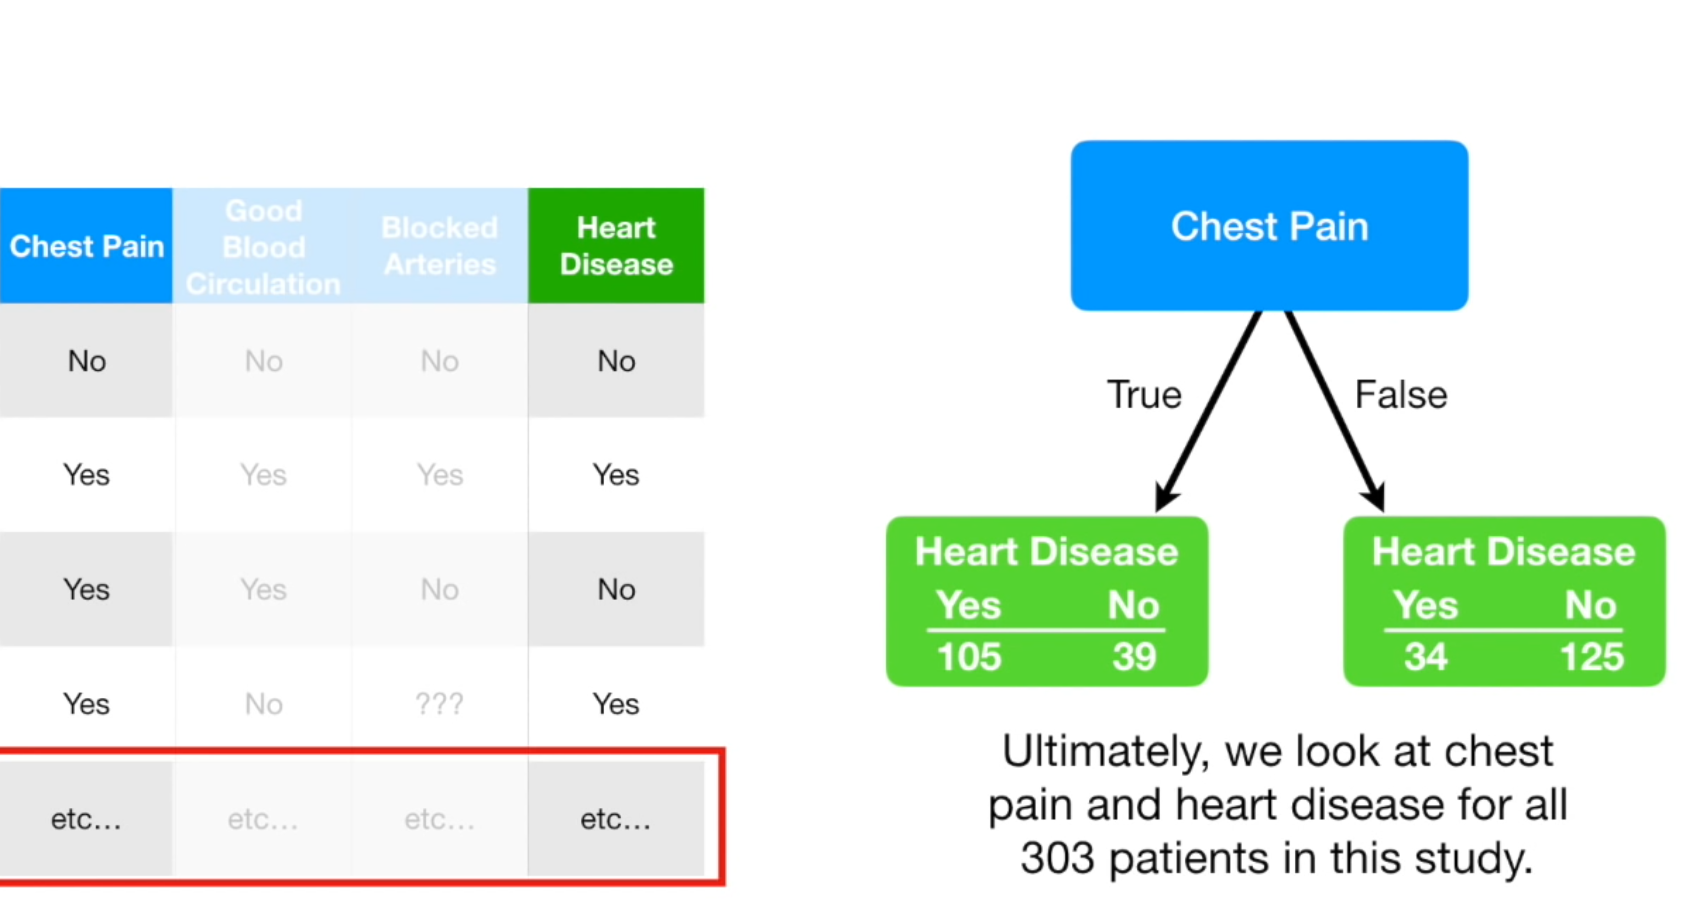 Chest Pain
Good
Blood
Circulation
Blocked
Arteries
Heart
Disease
No No No No
Yes Yes Yes Yes
Yes Yes No No
Yes No ??? Yes
etc... etc... etc... etc...
Chest Pain
True False
Heart Disease
Yes No
105 39
Heart Disease
Yes No
34 125
Ultimately, we look at chest
pain and heart disease for all
303 patients in this study.